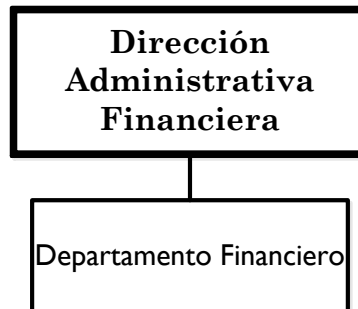 Dirección
Administrativa
Financiera
Departamento Financiero